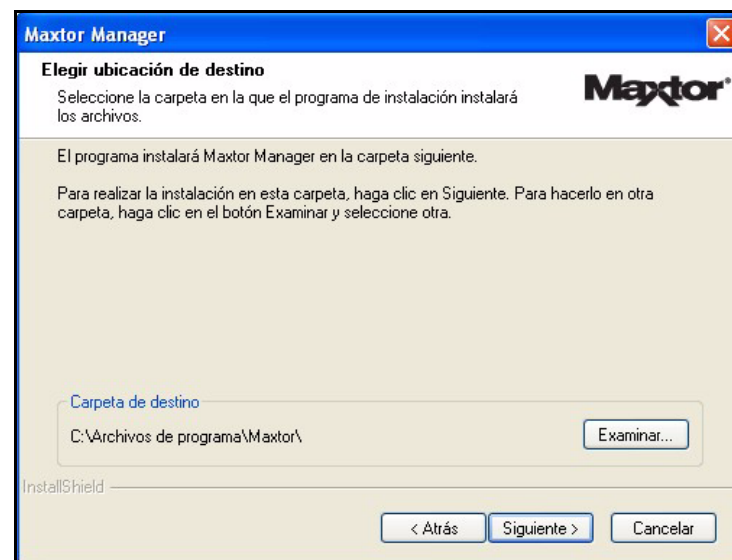 Maxtor Manager
Elegir ubicación de destino
Seleccione la carpeta en la que el programa de instalación instalará
los archivos.
Maxtor
El programa instalará Maxtor Manager en la carpeta siguiente.
Para realizar la instalación en esta carpeta, haga clic en Siguiente. Para hacerlo en otra
carpeta, haga clic en el botón Examinar y seleccione otra.
Carpeta de destino
C:\Archivos de programa\Maxtor\
Examinar...
InstallShield
< Atrás
Siguiente >
Cancelar